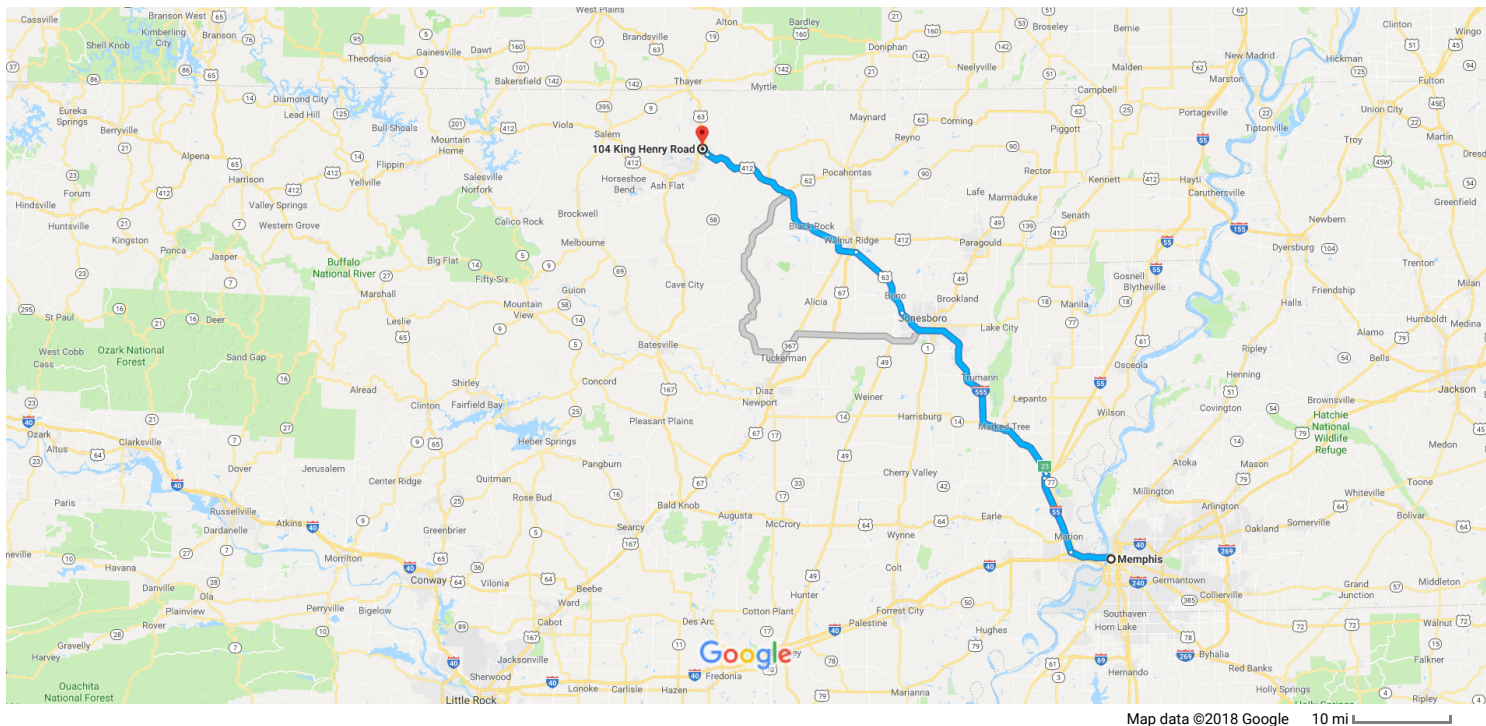 Cassville
Branson West
Kimberling
City
Branson
Shell Knob
Theodosia
Gainesville
Dawt
West Plains
Brandsville
Alton
Bardley
Doniphan
Broseley
Bernie
Clinton
Wingo
Bakersfield
Thayer
Myrtle
Neelyville
Malden
New Madrid
Marston
Hickman
Fulton
Eureka
Springs
Berryville
Diamond City
Lead Hill
Bull Shoals
Mountain
Home
Viola
Salem
Maynard
Reyno
Corning
Campbell
Piggott
Portageville
Tiptonville
Union City
Troy
Martin
Dresden
104 King Henry Road
Alpena
Harrison
Flippin
Yellville
Salesville
Norfork
Horseshoe
Bend
Ash Flat
Pocahontas
Rector
Kennett
Hayti
Caruthersville
Lafe
Marmaduke
Senath
Forum
Huntsville
Hindsville
Kingston
Valley Springs
Western Grove
Calico Rock
Brockwell
Melbourne
Black Rock
Walnut Ridge
Paragould
Newbern
Dyersburg
Trenton
Greenfield
Ponca
Jasper
Buffalo
National River
Big Flat
Fifty-Six
Marshall
Guion
Cave City
Alicia
Bono
Brookland
Gosnell
Blytheville
Manila
Friendship
Halls
Milan
St Paul
Deer
Mountain
View
Leslie
Jonesboro
Lake City
Alamo
Humboldt
Medina
West Cobb
Cass
Ozark National
Forest
Sand Gap
Batesville
Tuckerman
Ripley
Bells
Osceola
Henning
Jackson
Alread
Shirley
Fairfield Bay
Clinton
Concord
Diaz
Newport
Weiner
Trumann
Lepanto
Harrisburg
Wilson
Covington
Brownsville
Hatchie
National
Wildlife
Refuge
Pleasant Plains
Heber Springs
Marked Tree
Ozark
Altus
Clarksville
Dover
Jerusalem
Center Ridge
Quitman
Pangburn
Rose Bud
Cherry Valley
Atoka
Mason
Medon
Toone
Paris
Russellville
Dardanelle
Atkins
Greenbrier
Searcy
Bald Knob
Augusta
McCrory
Wynne
Earle
Millington
Arlington
Oakland
Somerville
Whiteville
Bolivar
Havana
Morrilton
Marion
Memphis
Danville
Ola
Plainview
Conway
Vilonia
Beebe
Ward
Colt
Germantown
Collierville
Grand
Junction
Middleton
Rover
Gravelly
Harvey
Perryville
Bigelow
Cabot
Des Arc
Cotton Plant
Hunter
Forrest City
Palestine
Hughes
Southaven
Horn Lake
Walnut
Jacksonville
Sherwood
Google
Byhalia
Red Banks
Falkner
Ouachita
National Forest
Little Rock
Lonoke
Carlisle
Hazen
Fredonia
Marianna
Hernando
Holly Springs
Ripley
Map data ©2018 Google 10 mi